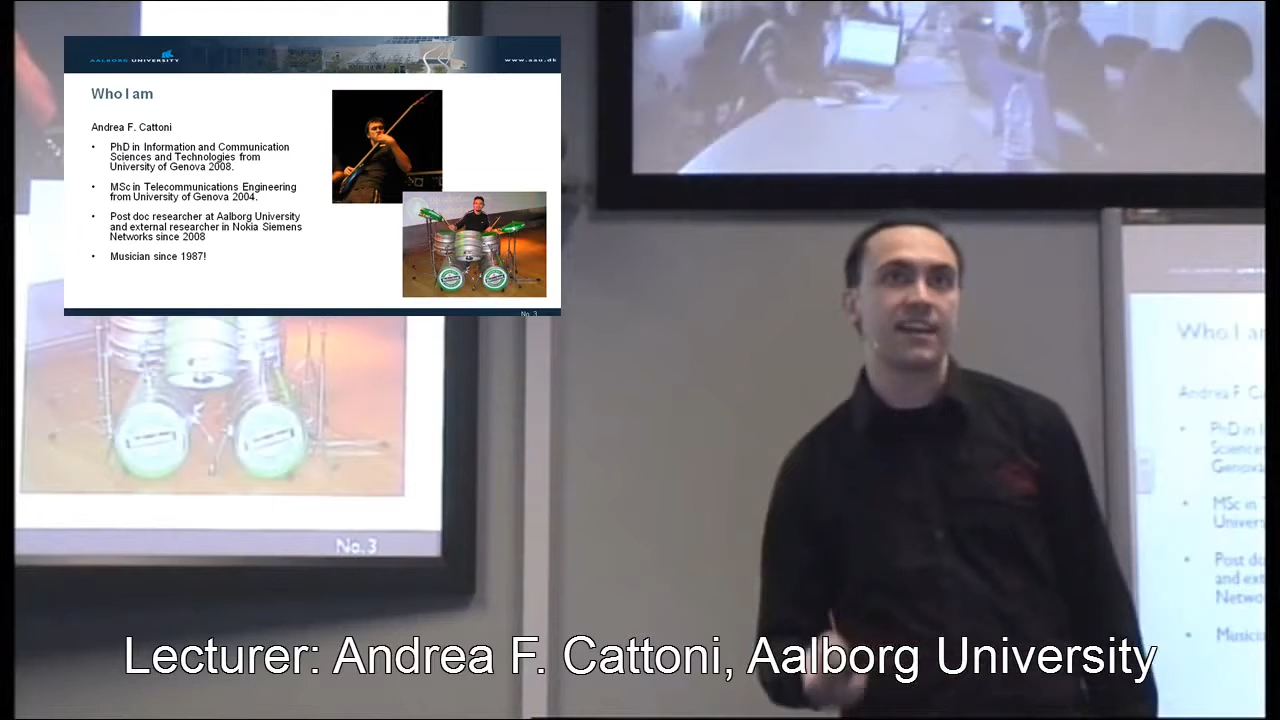 AALBORG UNIVERSITY
www.aau.dk
Who I am
Andrea F. Cattoni
• PhD in Information and Communication
Sciences and Technologies from
University of Genova 2008.
• MSc in Telecommunications Engineering
from University of Genova 2004.
• Post doc researcher at Aalborg University
and external researcher in Nokia Siemens
Networks since 2008
• Musician since 1987!
No. 3
No.3
Who I am
Andrea F. Ca
• PhD in I
Science
Genova
• MSc in T
Univers
• Post do
and ext
Netwo
• Musicia
Lecturer: Andrea F. Cattoni, Aalborg University